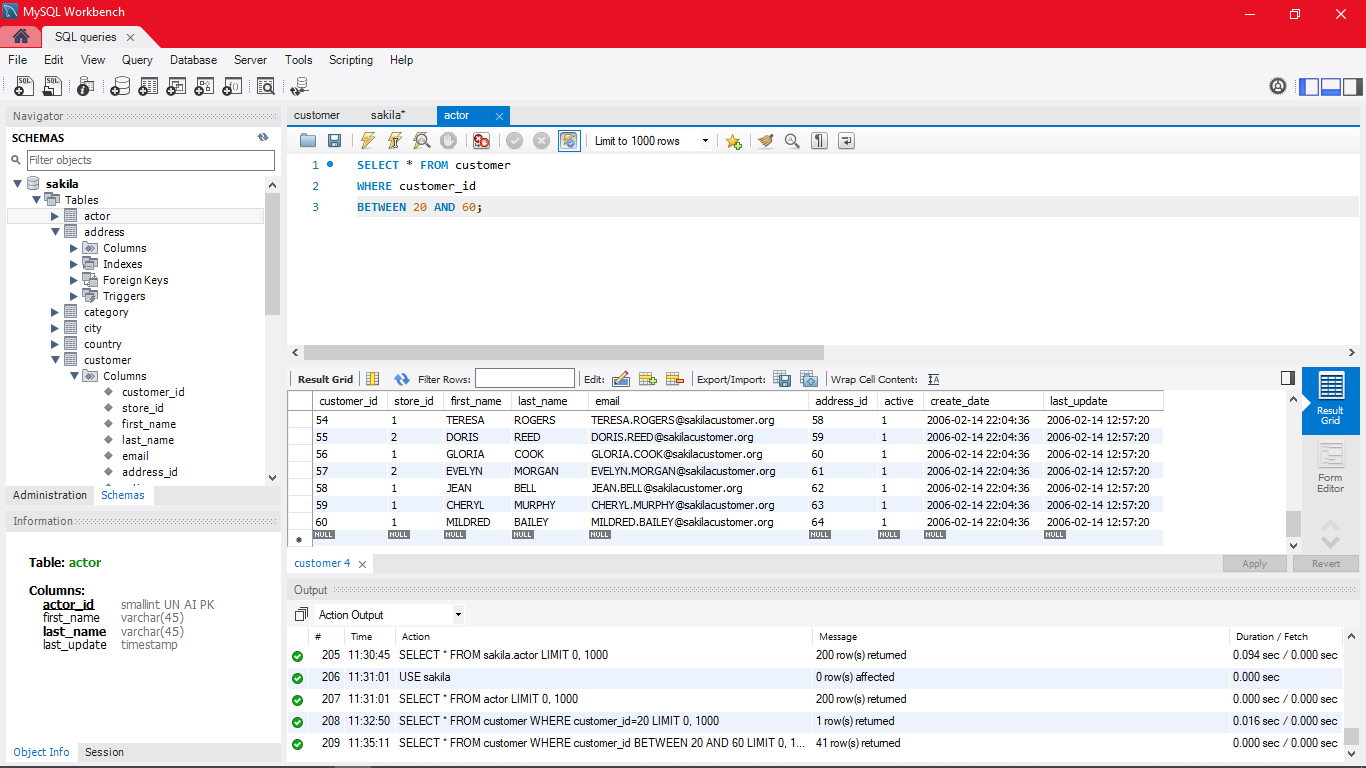 MySQL Workbench
SQL queries
File Edit View Query Database Server Tools Scripting Help
Navigator
SCHEMAS
Filter objects
sakila
Tables
actor
address
Columns
Indexes
Foreign Keys
Triggers
category
city
country
customer
Columns
customer_id
store_id
first_name
last_name
email
address_id
Administration Schemas
Information
Table: actor
Columns:
actor_id smallint UN AI PK
first_name varchar(45)
last_name varchar(45)
last_update timestamp
Object Info Session
customer sakila* actor
Limit to 1000 rows
1 SELECT * FROM customer
2 WHERE customer_id
3 BETWEEN 20 AND 60;
Result Grid Filter Rows: Edit: Export/Import: Wrap Cell Content:
customer_id store_id first_name last_name email address_id active create_date last_update
54 1 TERESA ROGERS TERESA.ROGERS@sakilacustomer.org 58 1 2006-02-14 22:04:36 2006-02-14 12:57:20
55 2 DORIS REED DORIS.REED@sakilacustomer.org 59 1 2006-02-14 22:04:36 2006-02-14 12:57:20
56 1 GLORIA COOK GLORIA.COOK@sakilacustomer.org 60 1 2006-02-14 22:04:36 2006-02-14 12:57:20
57 2 EVELYN MORGAN EVELYN.MORGAN@sakilacustomer.org 61 1 2006-02-14 22:04:36 2006-02-14 12:57:20
58 1 JEAN BELL JEAN.BELL@sakilacustomer.org 62 1 2006-02-14 22:04:36 2006-02-14 12:57:20
59 1 CHERYL MURPHY CHERYL.MURPHY@sakilacustomer.org 63 1 2006-02-14 22:04:36 2006-02-14 12:57:20
60 1 MILDRED BAILEY MILDRED.BAILEY@sakilacustomer.org 64 1 2006-02-14 22:04:36 2006-02-14 12:57:20
NULL NULL NULL NULL NULL NULL NULL NULL NULL
Result
Grid
Form
Editor
customer 4
Apply Revert
Output
Action Output
# Time Action Message Duration / Fetch
205 11:30:45 SELECT * FROM sakila.actor LIMIT 0, 1000 200 row(s) returned 0.094 sec / 0.000 sec
206 11:31:01 USE sakila 0 row(s) affected 0.000 sec
207 11:31:01 SELECT * FROM actor LIMIT 0, 1000 200 row(s) returned 0.000 sec / 0.000 sec
208 11:32:50 SELECT * FROM customer WHERE customer_id=20 LIMIT 0, 1000 1 row(s) returned 0.016 sec / 0.000 sec
209 11:35:11 SELECT * FROM customer WHERE customer_id BETWEEN 20 AND 60 LIMIT 0, 1... 41 row(s) returned 0.000 sec / 0.000 sec